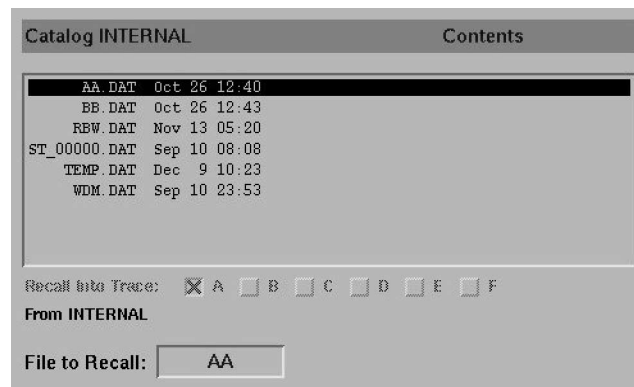 Catalog INTERNAL Contents
AA.DAT Oct 26 12:40
BB.DAT Oct 26 12:43
RBW.DAT Nov 13 05:20
ST_00000.DAT Sep 10 08:08
TEMP.DAT Dec 9 10:23
WDM.DAT Sep 10 23:53
Recall Into Trace: A B C D E F
From INTERNAL
File to Recall: AA